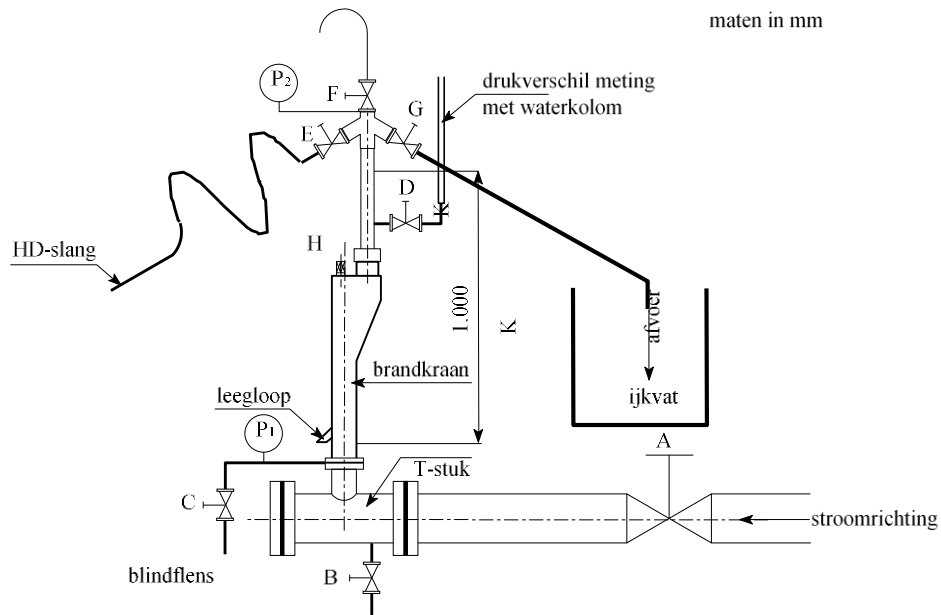 maten in mm
P2
F
drukverschil meting
met waterkolom
G
E
D
HD-slang
H
1.000
K
afvoer
brandkraan
ijkvat
leegloop
P1
A
T-stuk
C
stroomrichting
blindflens
B